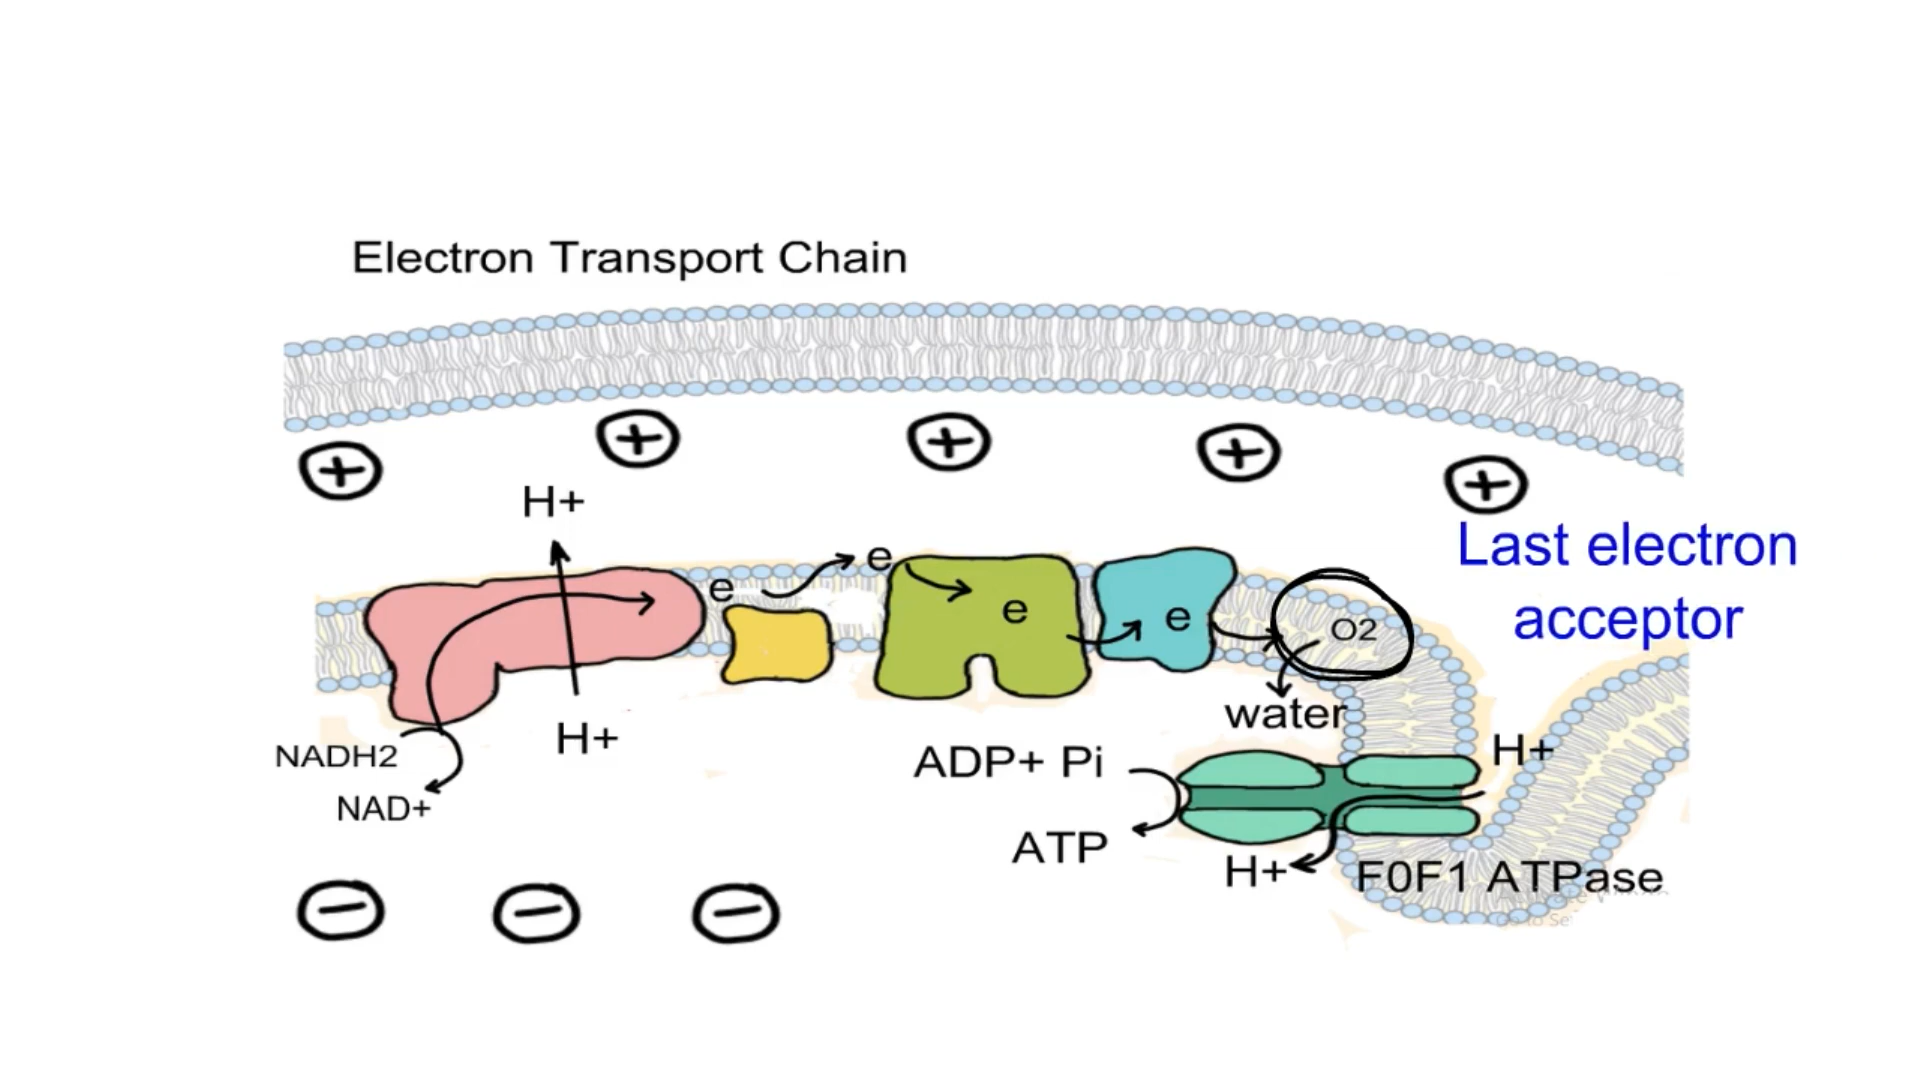 Electron Transport Chain
+ + + + +
H+
Last electron
acceptor
e e e e
O2
water
H+
NADH2
NAD+
ADP+ Pi
ATP
H+
H+
F0F1 ATPase
− − −